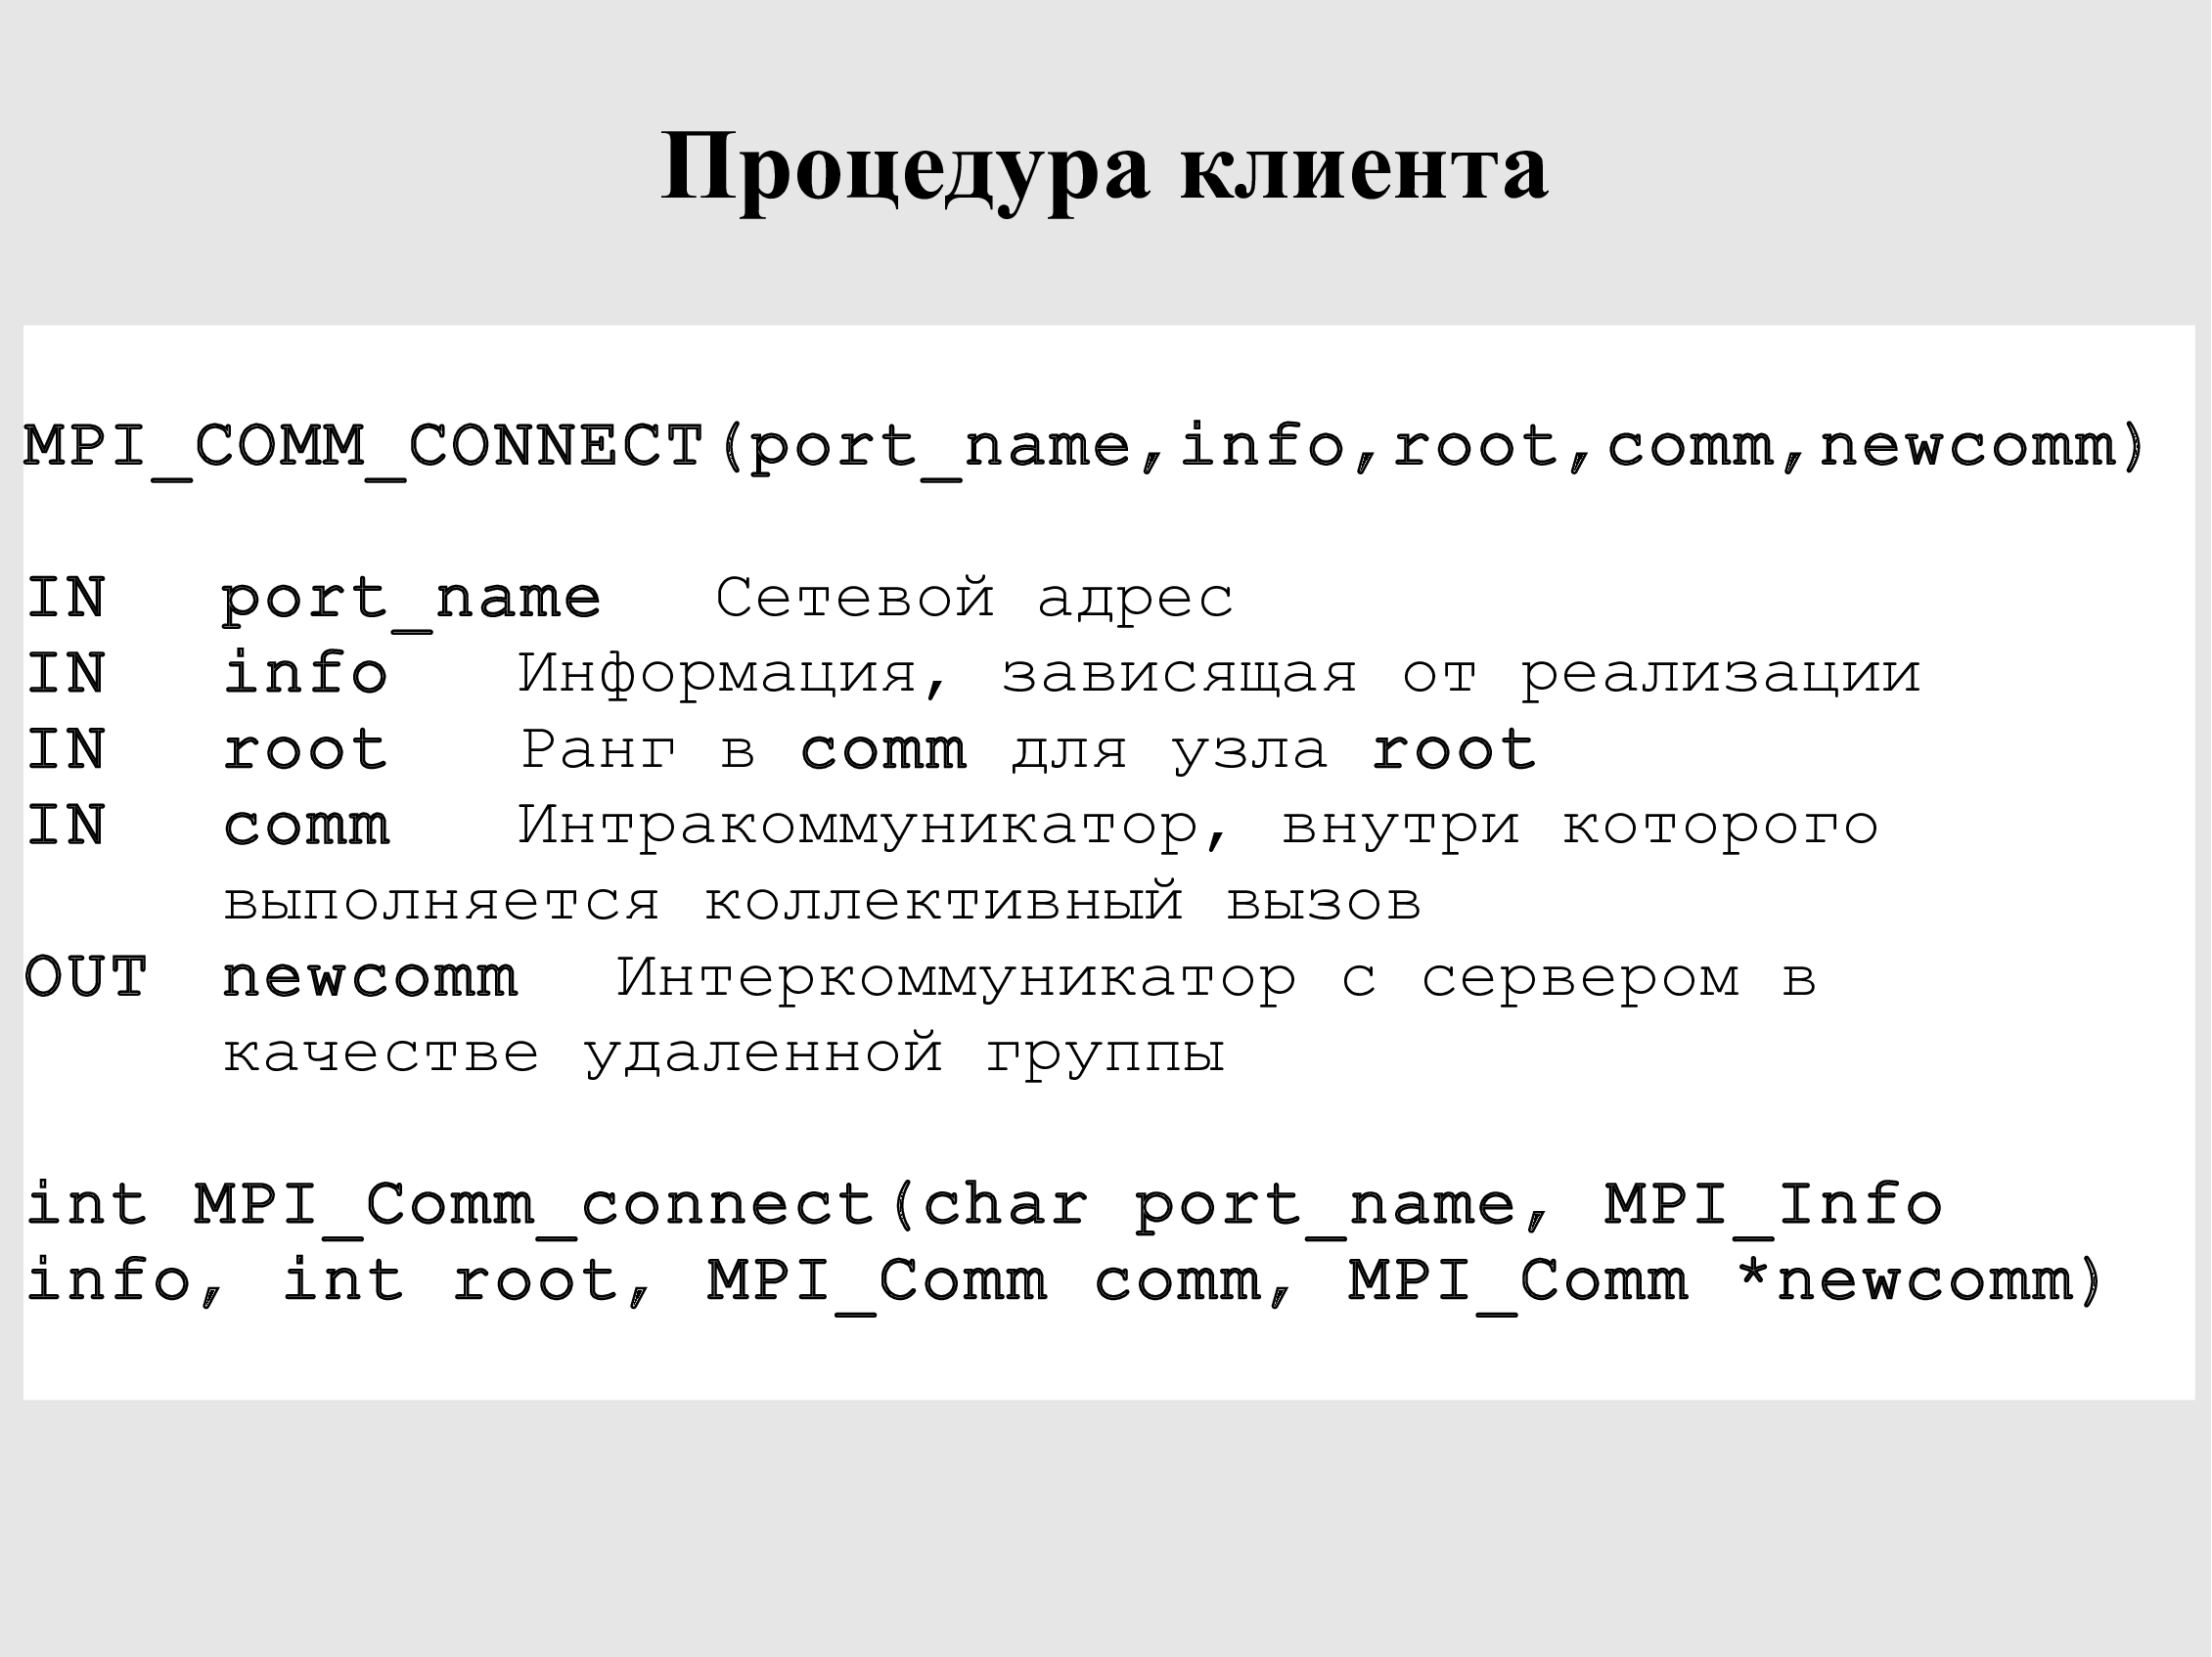 Процедура клиента
MPI_COMM_CONNECT(port_name,info,root,comm,newcomm)
IN port_name Сетевой адрес
IN info Информация, зависящая от реализации
IN root Ранг в comm для узла root
IN comm Интракоммуникатор, внутри которого
выполняется коллективный вызов
OUT newcomm Интеркоммуникатор с сервером в
качестве удаленной группы
int MPI_Comm_connect(char port_name, MPI_Info
info, int root, MPI_Comm comm, MPI_Comm *newcomm)